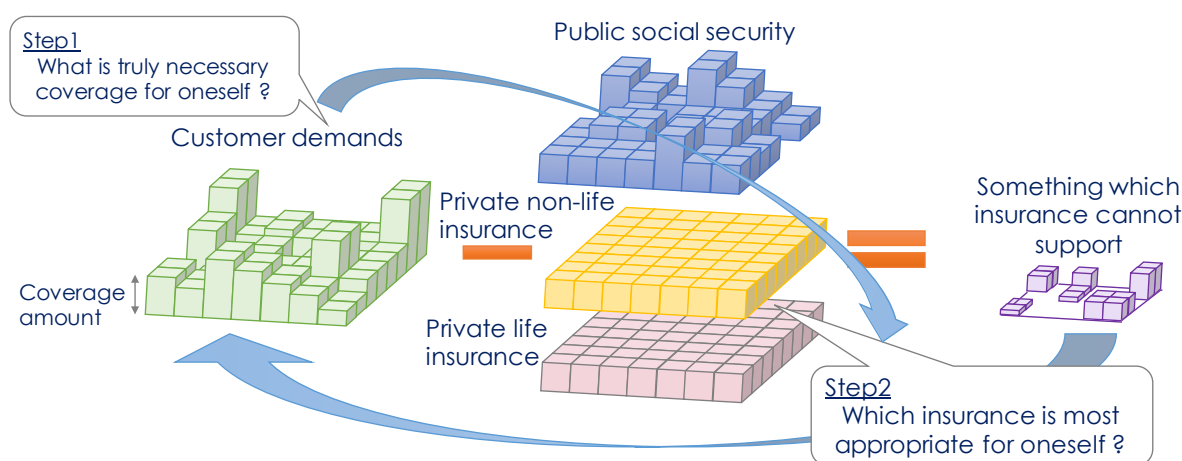 Step1
What is truly necessary
coverage for oneself ?
Public social security
Customer demands
Private non-life
insurance
Something which
insurance cannot
support
Coverage
amount
Private life
insurance
Step2
Which insurance is most
appropriate for oneself ?